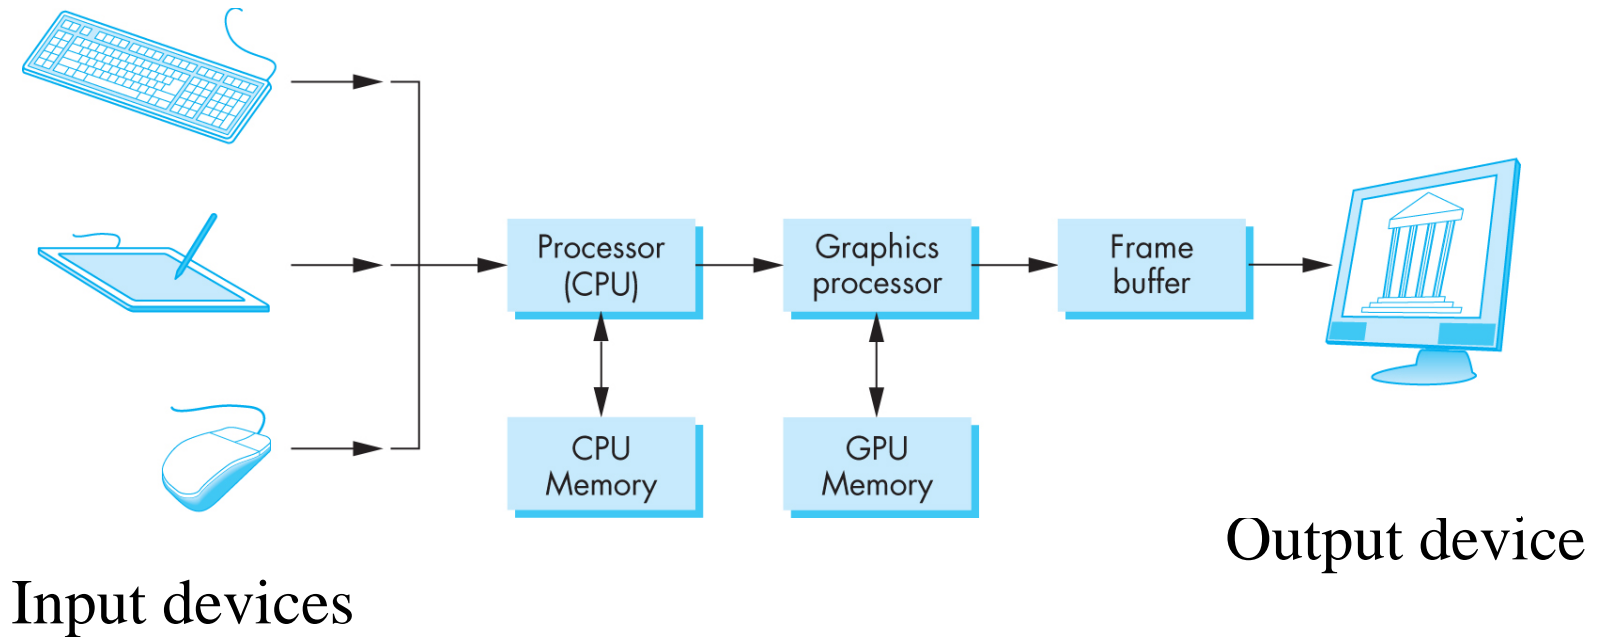 Processor
(CPU)
Graphics
processor
Frame
buffer
CPU
Memory
GPU
Memory
Output device
Input devices